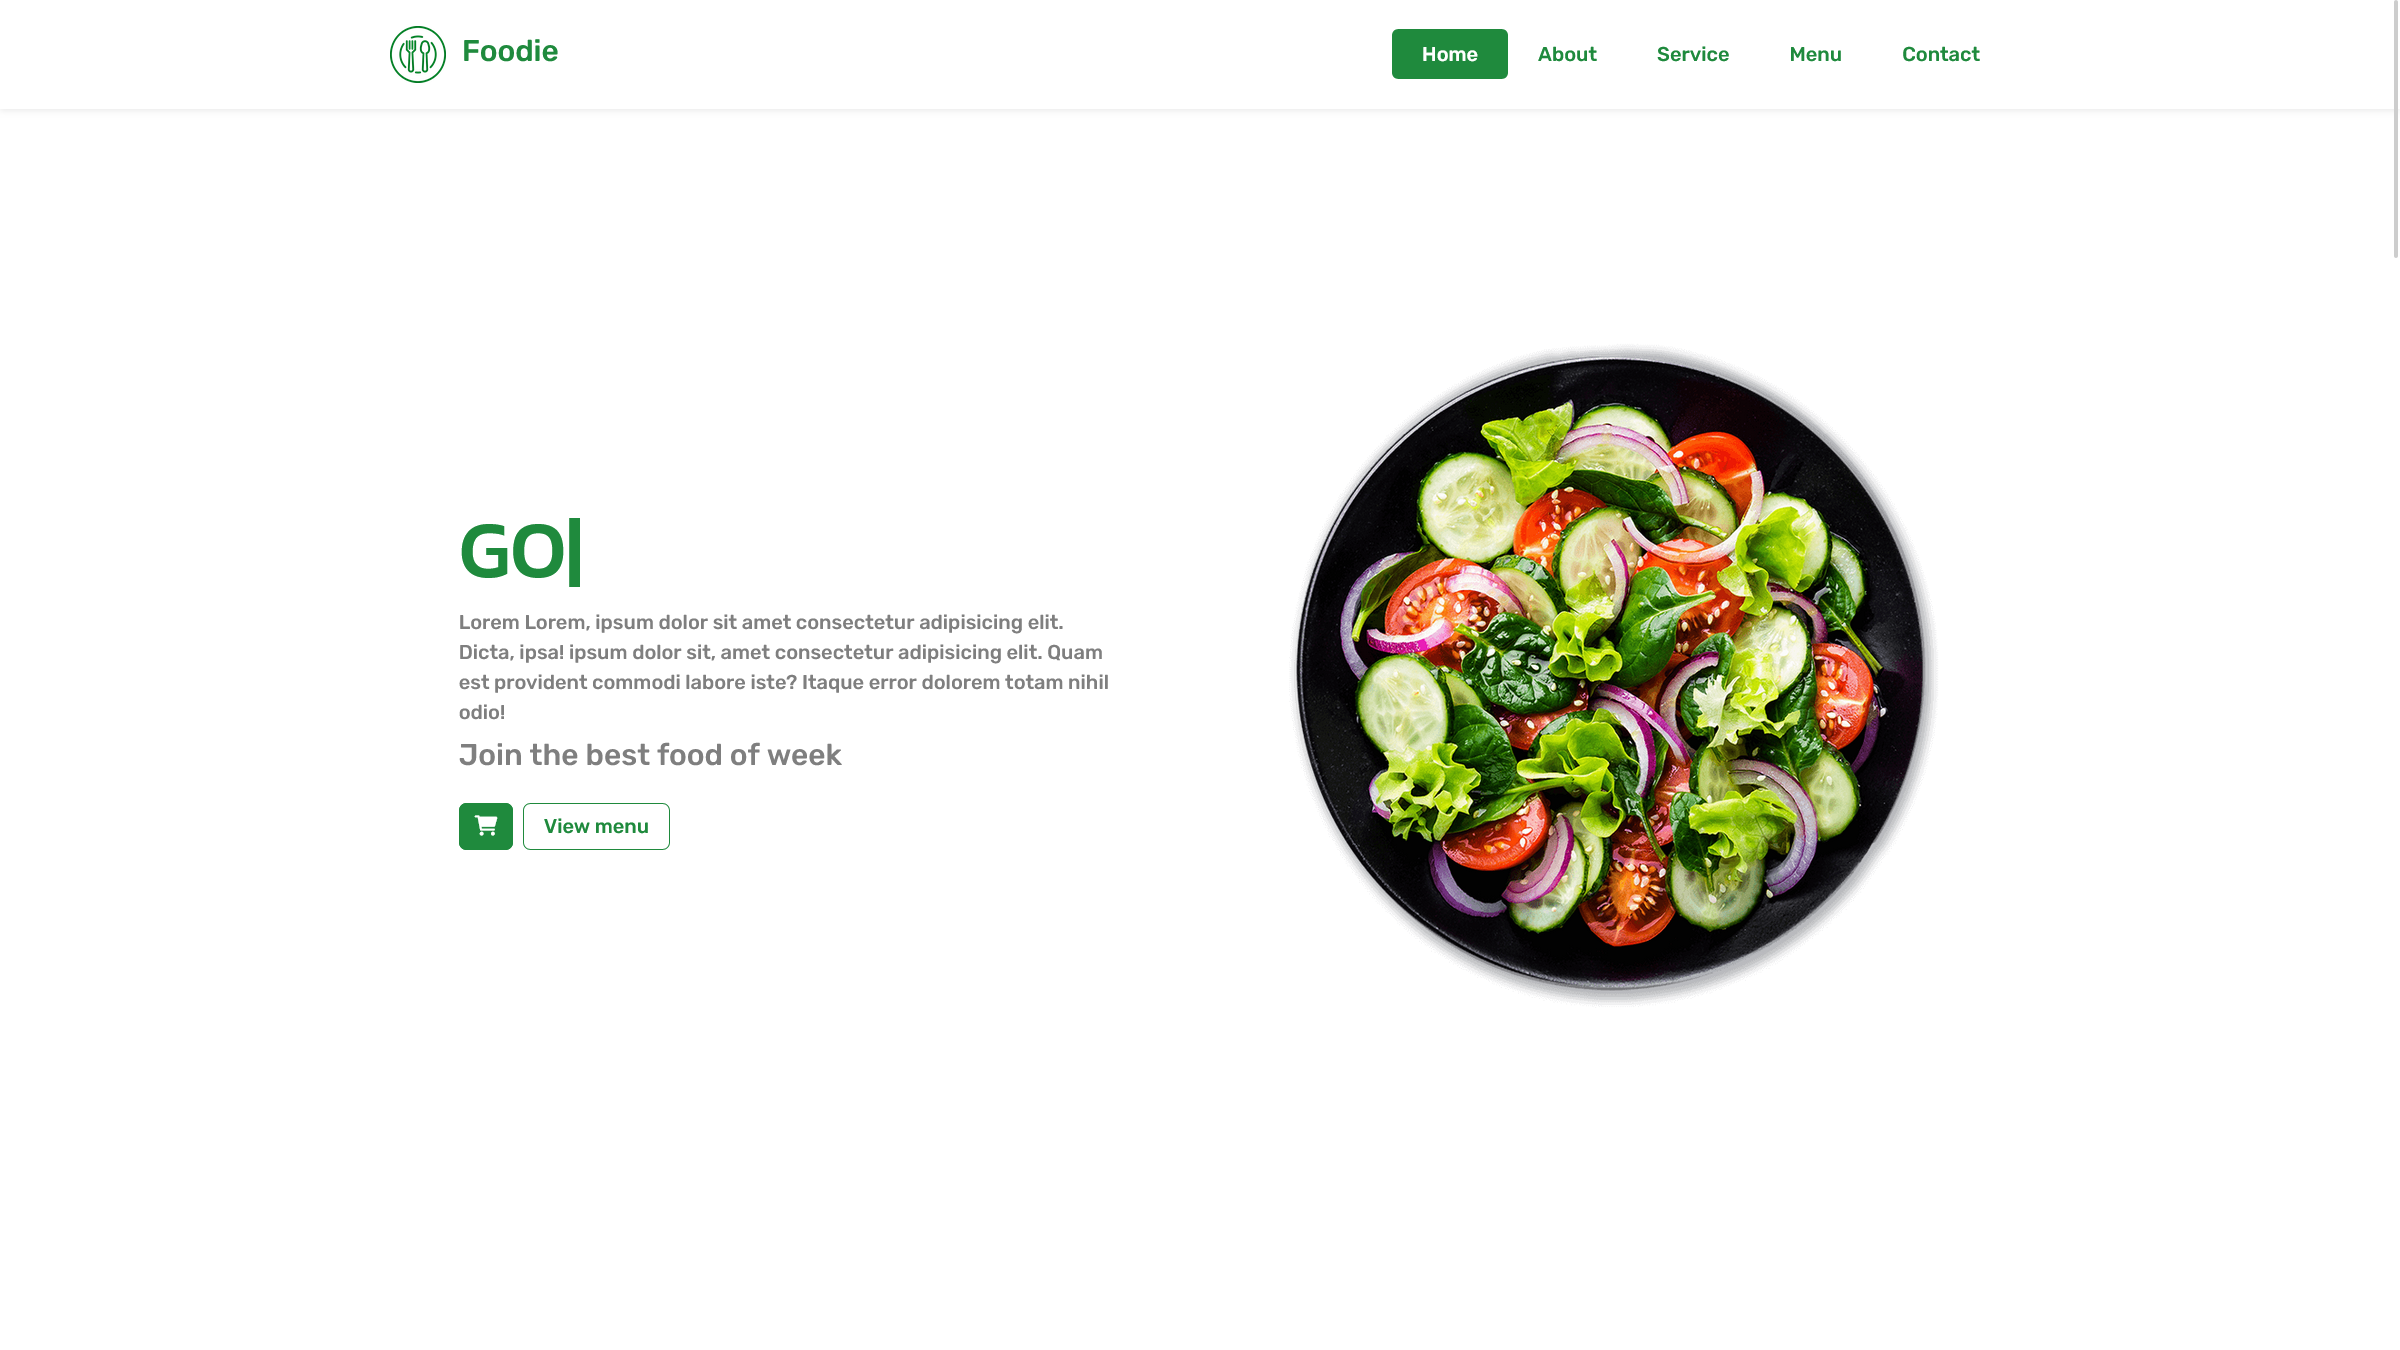 Foodie
Home About Service Menu Contact
GO
Lorem Lorem, ipsum dolor sit amet consectetur adipisicing elit.
Dicta, ipsa! ipsum dolor sit, amet consectetur adipisicing elit. Quam
est provident commodi labore iste? Itaque error dolorem totam nihil
odio!
Join the best food of week
View menu